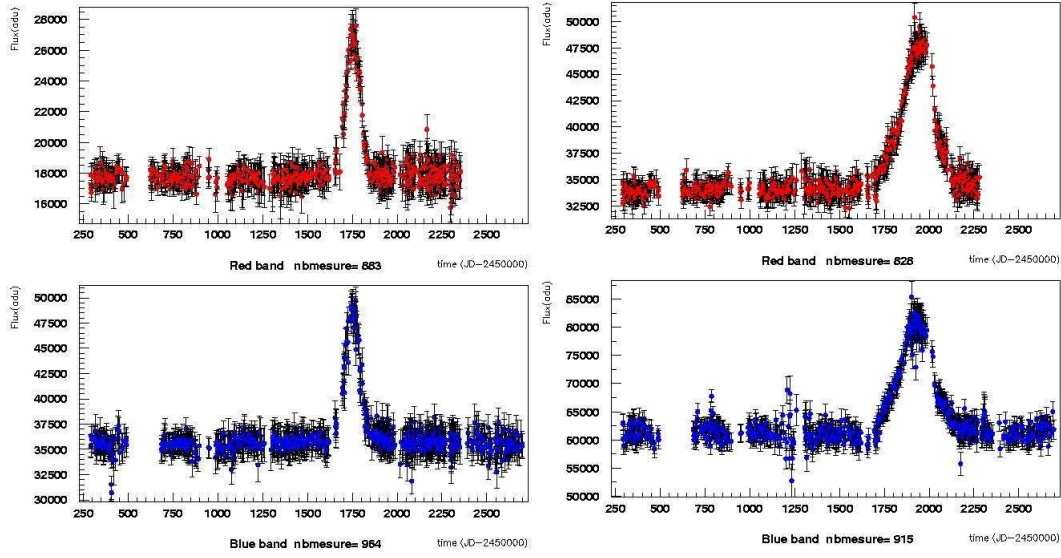 Flux(adu)
28000
26000
24000
22000
20000
18000
16000
250 500 750 1000 1250 1500 1750 2000 2250 2500
Red band nbmesure= 883
time (JD-2450000)
Flux(adu)
50000
47500
45000
42500
40000
37500
35000
32500
250 500 750 1000 1250 1500 1750 2000 2250 2500
Red band nbmesure= 828
time (JD-2450000)
Flux(adu)
50000
47500
45000
42500
40000
37500
35000
32500
30000
250 500 750 1000 1250 1500 1750 2000 2250 2500
Blue band nbmesure= 964
time (JD-2450000)
Flux(adu)
85000
80000
75000
70000
65000
60000
55000
50000
250 500 750 1000 1250 1500 1750 2000 2250 2500
Blue band nbmesure= 915
time (JD-2450000)